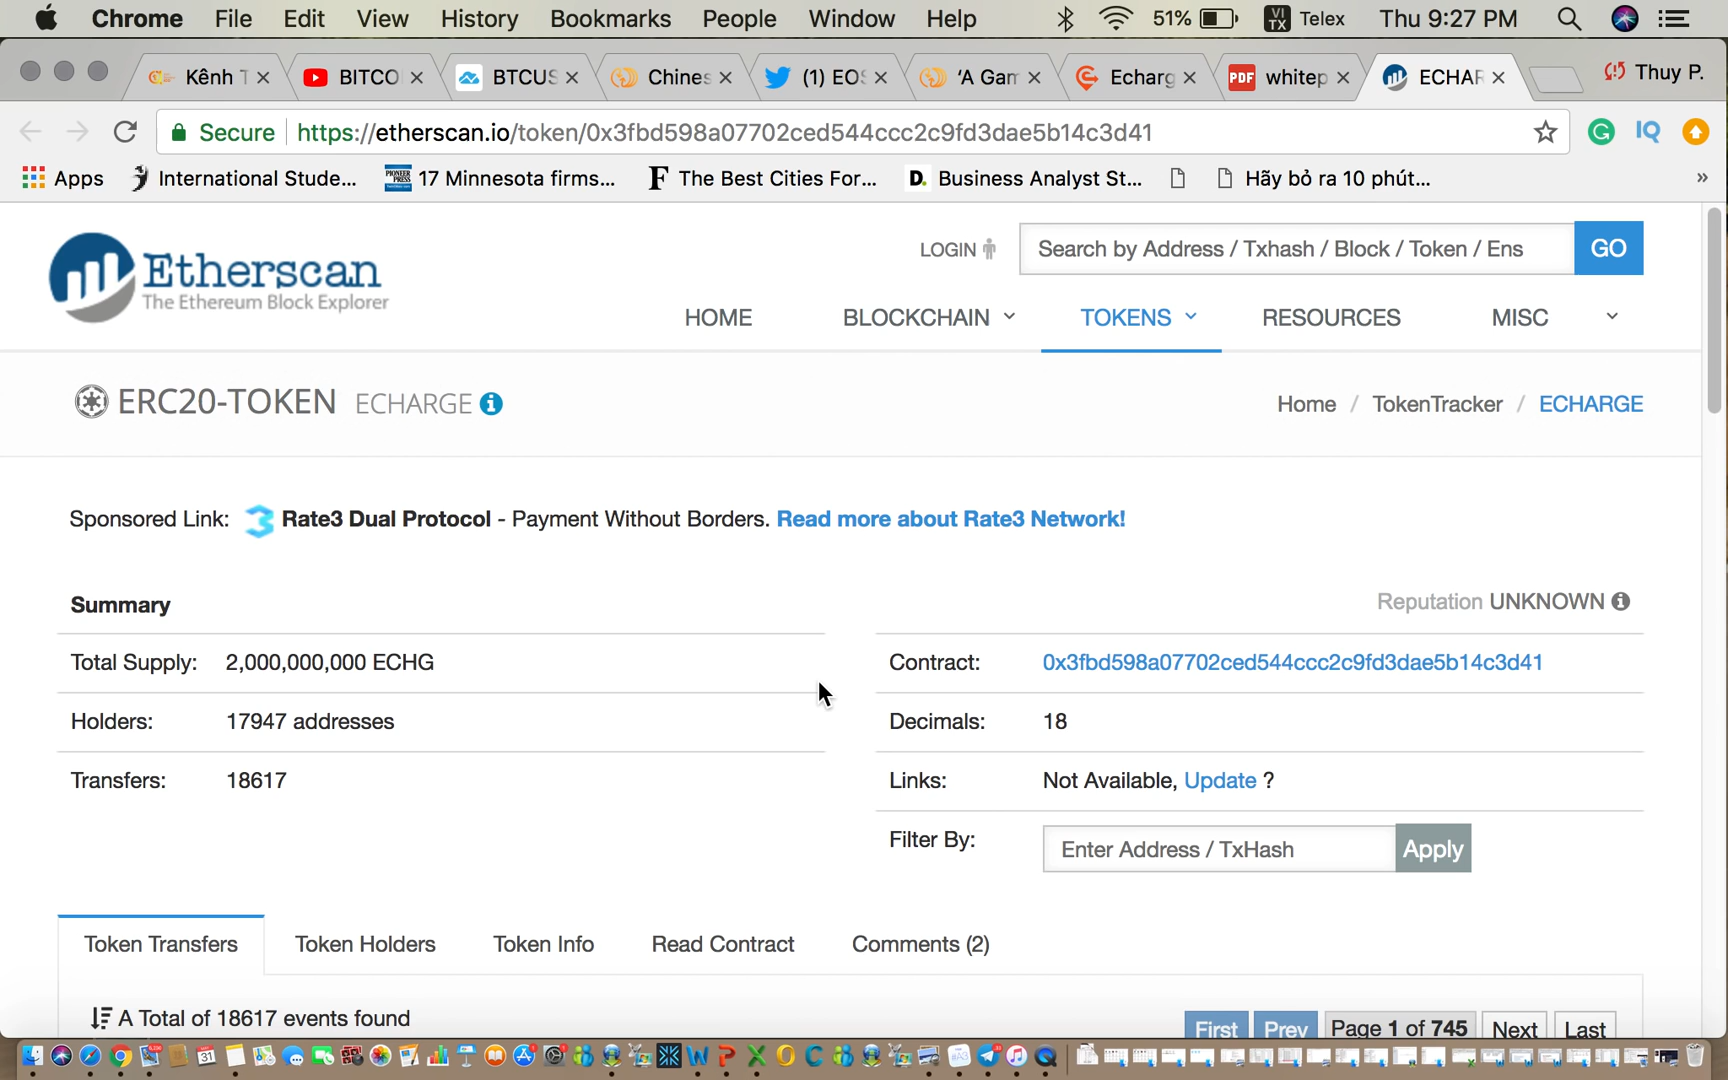 Chrome File Edit View History Bookmarks People Window Help 51% VI TX Telex Thu 9:27 PM
Kênh T BITCO BTCUS Chines (1) EOS 'A Gam Echarg PDF whitep ECHAR Thuy P.
Secure https://etherscan.io/token/0x3fbd598a07702ced544ccc2c9fd3dae5b14c3d41 IQ
Apps International Stude... PIONEER PRESS 17 Minnesota firms... F The Best Cities For... D. Business Analyst St... Hãy bỏ ra 10 phút... »
Etherscan
The Ethereum Block Explorer
LOGIN Search by Address / Txhash / Block / Token / Ens GO
HOME BLOCKCHAIN TOKENS RESOURCES MISC
ERC20-TOKEN ECHARGE
Home / TokenTracker / ECHARGE
Sponsored Link: Rate3 Dual Protocol - Payment Without Borders. Read more about Rate3 Network!
Summary
Reputation UNKNOWN
Total Supply: 2,000,000,000 ECHG
Contract: 0x3fbd598a07702ced544ccc2c9fd3dae5b14c3d41
Holders: 17947 addresses
Decimals: 18
Transfers: 18617
Links: Not Available, Update ?
Filter By: Enter Address / TxHash Apply
Token Transfers Token Holders Token Info Read Contract Comments (2)
A Total of 18617 events found
First Prev Page 1 of 745 Next Last